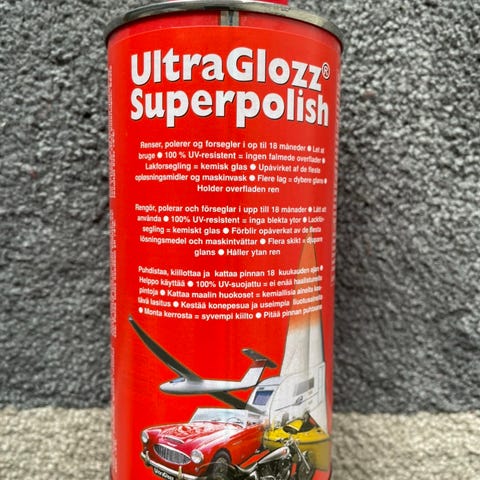 UltraGlozz®
Superpolish
Renser, polerer og forsegler i op til 18 måneder ● Let at
bruge ● 100 % UV-resistent = ingen falmede overflader ●
Lakforsegling = kemisk glas ● Upåvirket af de fleste
opløsningsmidler og maskinvask ● Flere lag = dybere glans ●
Holder overfladen ren
Rengör, polerar och förseglar i upp till 18 månader ● Lätt att
använda ● 100% UV-resistent = inga blekta ytor ● Lackför-
segling = kemiskt glas ● Förblir opåverkat av de flesta
lösningsmedel och maskintvättar ● Flera skikt = djupare
glans ● Håller ytan ren
Puhdistaa, kiillottaa ja kattaa pinnan 18 kuukauden ajan ●
Helppo käyttää ● 100% UV-suojattu = ei enää haalistuneita
pintoja ● Kattaa maalin huokoset = kemiallisia aineita kes-
tävä lasitus ● Kestää konepesua ja useimpia liuotusaineita
● Monta kerrosta = syvempi kiilto ● Pitää pinnan puhtaana
UltraGlozz